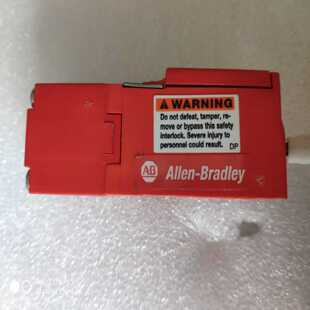 WARNING
Do not defeat, tamper, re-
move or bypass this safety
interlock. Severe injury to
personnel could result.
DP
AB Allen-Bradley